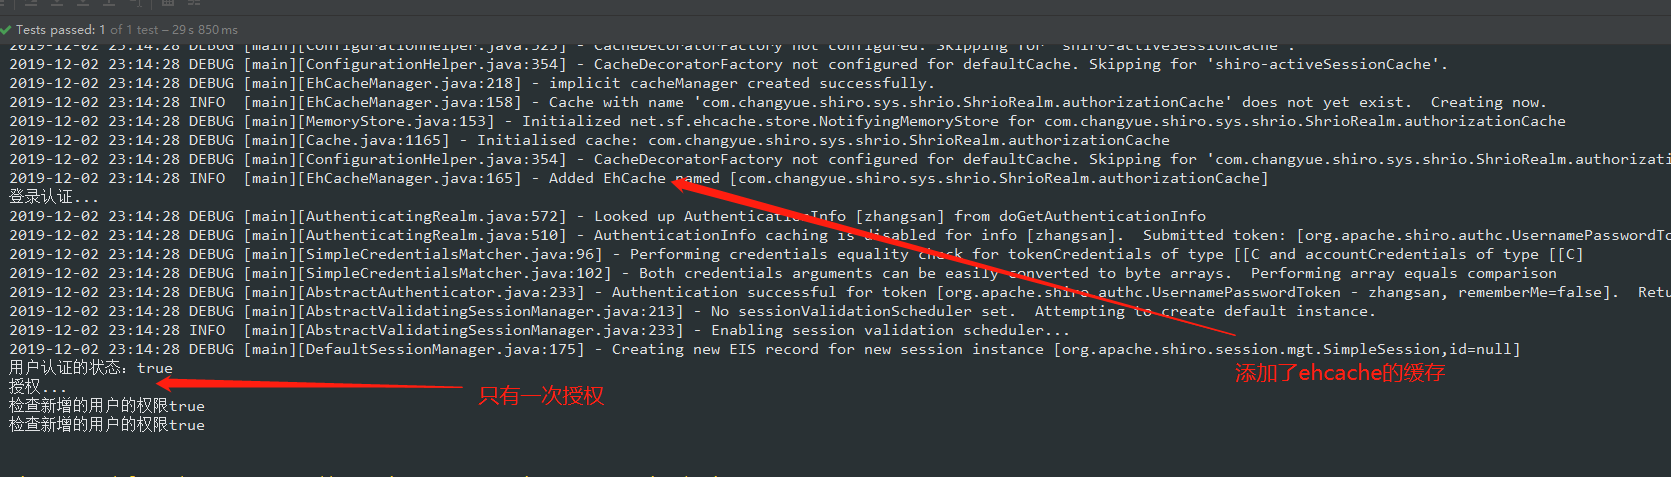 Tests passed: 1 of 1 test – 29 s 850 ms
2019-12-02 23:14:28 DEBUG [main][ConfigurationHelper.java:325] - CacheDecoratorFactory not configured. Skipping for 'shiro-activeSessionCache'.
2019-12-02 23:14:28 DEBUG [main][ConfigurationHelper.java:354] - CacheDecoratorFactory not configured for defaultCache. Skipping for 'shiro-activeSessionCache'.
2019-12-02 23:14:28 DEBUG [main][EhCacheManager.java:218] - implicit cacheManager created successfully.
2019-12-02 23:14:28 INFO  [main][EhCacheManager.java:158] - Cache with name 'com.changyue.shiro.sys.shrio.ShrioRealm.authorizationCache' does not yet exist.  Creating now.
2019-12-02 23:14:28 DEBUG [main][MemoryStore.java:153] - Initialized net.sf.ehcache.store.NotifyingMemoryStore for com.changyue.shiro.sys.shrio.ShrioRealm.authorizationCache
2019-12-02 23:14:28 DEBUG [main][Cache.java:1165] - Initialised cache: com.changyue.shiro.sys.shrio.ShrioRealm.authorizationCache
2019-12-02 23:14:28 DEBUG [main][ConfigurationHelper.java:354] - CacheDecoratorFactory not configured for defaultCache. Skipping for 'com.changyue.shiro.sys.shrio.ShrioRealm.authoriza
2019-12-02 23:14:28 INFO  [main][EhCacheManager.java:165] - Added EhCache named [com.changyue.shiro.sys.shrio.ShrioRealm.authorizationCache]
登录认证...
2019-12-02 23:14:28 DEBUG [main][AuthenticatingRealm.java:572] - Looked up AuthenticationInfo [zhangsan] from doGetAuthenticationInfo
2019-12-02 23:14:28 DEBUG [main][AuthenticatingRealm.java:510] - AuthenticationInfo caching is disabled for info [zhangsan].  Submitted token: [org.apache.shiro.authc.UsernamePasswordTo
2019-12-02 23:14:28 DEBUG [main][SimpleCredentialsMatcher.java:96] - Performing credentials equality check for tokenCredentials of type [[C and accountCredentials of type [[C]
2019-12-02 23:14:28 DEBUG [main][SimpleCredentialsMatcher.java:102] - Both credentials arguments can be easily converted to byte arrays.  Performing array equals comparison
2019-12-02 23:14:28 DEBUG [main][AbstractAuthenticator.java:233] - Authentication successful for token [org.apache.shiro.authc.UsernamePasswordToken - zhangsan, rememberMe=false].  Retu
2019-12-02 23:14:28 DEBUG [main][AbstractValidatingSessionManager.java:213] - No sessionValidationScheduler set.  Attempting to create default instance.
2019-12-02 23:14:28 INFO  [main][AbstractValidatingSessionManager.java:233] - Enabling session validation scheduler...
2019-12-02 23:14:28 DEBUG [main][DefaultSessionManager.java:175] - Creating new EIS record for new session instance [org.apache.shiro.session.mgt.SimpleSession,id=null]
用户认证的状态：true
添加了ehcache的缓存
授权...
只有一次授权
检查新增的用户的权限true
检查新增的用户的权限true